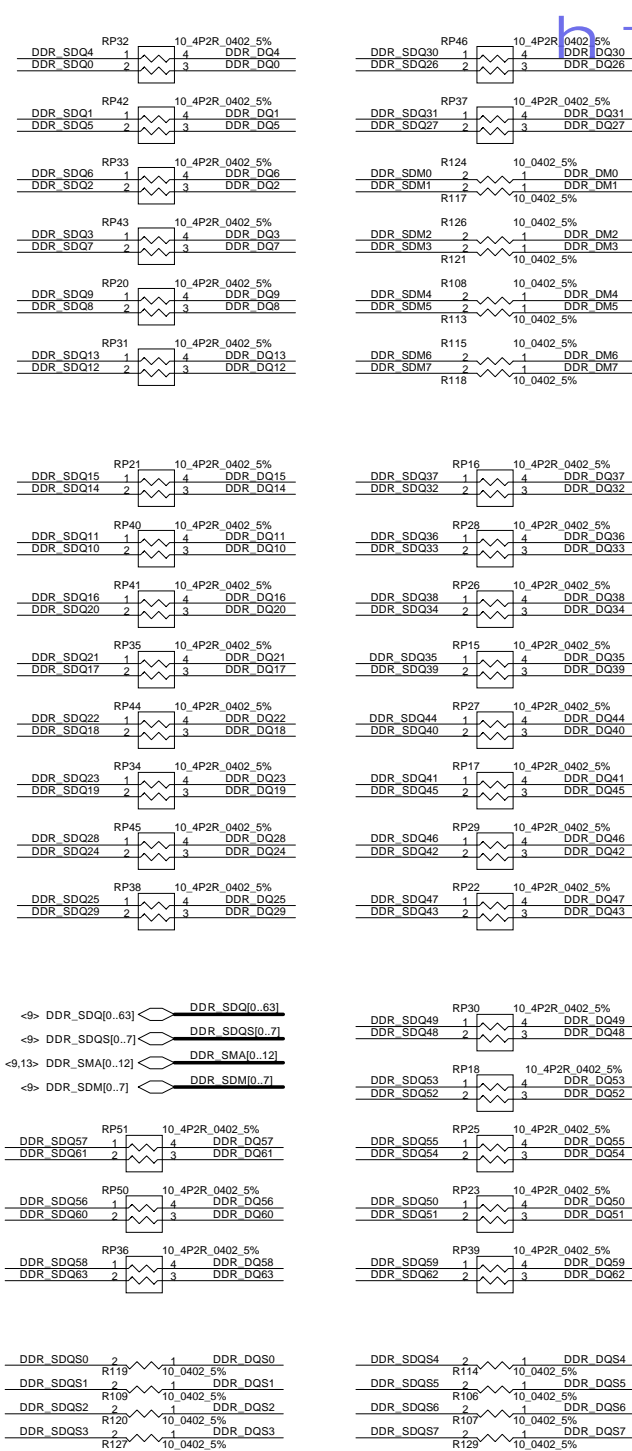 h
RP32 10_4P2R_0402_5%
DDR_SDQ4 1 4 DDR_DQ4
DDR_SDQ0 2 3 DDR_DQ0
RP42 10_4P2R_0402_5%
DDR_SDQ1 1 4 DDR_DQ1
DDR_SDQ5 2 3 DDR_DQ5
RP33 10_4P2R_0402_5%
DDR_SDQ6 1 4 DDR_DQ6
DDR_SDQ2 2 3 DDR_DQ2
RP43 10_4P2R_0402_5%
DDR_SDQ3 1 4 DDR_DQ3
DDR_SDQ7 2 3 DDR_DQ7
RP20 10_4P2R_0402_5%
DDR_SDQ9 1 4 DDR_DQ9
DDR_SDQ8 2 3 DDR_DQ8
RP31 10_4P2R_0402_5%
DDR_SDQ13 1 4 DDR_DQ13
DDR_SDQ12 2 3 DDR_DQ12
RP46 10_4P2R_0402_5%
DDR_SDQ30 1 4 DDR_DQ30
DDR_SDQ26 2 3 DDR_DQ26
RP37 10_4P2R_0402_5%
DDR_SDQ31 1 4 DDR_DQ31
DDR_SDQ27 2 3 DDR_DQ27
R124 10_0402_5%
DDR_SDM0 2 1 DDR_DM0
DDR_SDM1 2 1 DDR_DM1
R117 10_0402_5%
R126 10_0402_5%
DDR_SDM2 2 1 DDR_DM2
DDR_SDM3 2 1 DDR_DM3
R121 10_0402_5%
R108 10_0402_5%
DDR_SDM4 2 1 DDR_DM4
DDR_SDM5 2 1 DDR_DM5
R113 10_0402_5%
R115 10_0402_5%
DDR_SDM6 2 1 DDR_DM6
DDR_SDM7 2 1 DDR_DM7
R118 10_0402_5%
RP21 10_4P2R_0402_5%
DDR_SDQ15 1 4 DDR_DQ15
DDR_SDQ14 2 3 DDR_DQ14
RP40 10_4P2R_0402_5%
DDR_SDQ11 1 4 DDR_DQ11
DDR_SDQ10 2 3 DDR_DQ10
RP41 10_4P2R_0402_5%
DDR_SDQ16 1 4 DDR_DQ16
DDR_SDQ20 2 3 DDR_DQ20
RP35 10_4P2R_0402_5%
DDR_SDQ21 1 4 DDR_DQ21
DDR_SDQ17 2 3 DDR_DQ17
RP44 10_4P2R_0402_5%
DDR_SDQ22 1 4 DDR_DQ22
DDR_SDQ18 2 3 DDR_DQ18
RP34 10_4P2R_0402_5%
DDR_SDQ23 1 4 DDR_DQ23
DDR_SDQ19 2 3 DDR_DQ19
RP45 10_4P2R_0402_5%
DDR_SDQ28 1 4 DDR_DQ28
DDR_SDQ24 2 3 DDR_DQ24
RP38 10_4P2R_0402_5%
DDR_SDQ25 1 4 DDR_DQ25
DDR_SDQ29 2 3 DDR_DQ29
RP16 10_4P2R_0402_5%
DDR_SDQ37 1 4 DDR_DQ37
DDR_SDQ32 2 3 DDR_DQ32
RP28 10_4P2R_0402_5%
DDR_SDQ36 1 4 DDR_DQ36
DDR_SDQ33 2 3 DDR_DQ33
RP26 10_4P2R_0402_5%
DDR_SDQ38 1 4 DDR_DQ38
DDR_SDQ34 2 3 DDR_DQ34
RP15 10_4P2R_0402_5%
DDR_SDQ35 1 4 DDR_DQ35
DDR_SDQ39 2 3 DDR_DQ39
RP27 10_4P2R_0402_5%
DDR_SDQ44 1 4 DDR_DQ44
DDR_SDQ40 2 3 DDR_DQ40
RP17 10_4P2R_0402_5%
DDR_SDQ41 1 4 DDR_DQ41
DDR_SDQ45 2 3 DDR_DQ45
RP29 10_4P2R_0402_5%
DDR_SDQ46 1 4 DDR_DQ46
DDR_SDQ42 2 3 DDR_DQ42
RP22 10_4P2R_0402_5%
DDR_SDQ47 1 4 DDR_DQ47
DDR_SDQ43 2 3 DDR_DQ43
<9> DDR_SDQ[0..63] DDR_SDQ[0..63]
<9> DDR_SDQS[0..7] DDR_SDQS[0..7]
<9,13> DDR_SMA[0..12] DDR_SMA[0..12]
<9> DDR_SDM[0..7] DDR_SDM[0..7]
RP51 10_4P2R_0402_5%
DDR_SDQ57 1 4 DDR_DQ57
DDR_SDQ61 2 3 DDR_DQ61
RP50 10_4P2R_0402_5%
DDR_SDQ56 1 4 DDR_DQ56
DDR_SDQ60 2 3 DDR_DQ60
RP36 10_4P2R_0402_5%
DDR_SDQ58 1 4 DDR_DQ58
DDR_SDQ63 2 3 DDR_DQ63
RP30 10_4P2R_0402_5%
DDR_SDQ49 1 4 DDR_DQ49
DDR_SDQ48 2 3 DDR_DQ48
RP18 10_4P2R_0402_5%
DDR_SDQ53 1 4 DDR_DQ53
DDR_SDQ52 2 3 DDR_DQ52
RP25 10_4P2R_0402_5%
DDR_SDQ55 1 4 DDR_DQ55
DDR_SDQ54 2 3 DDR_DQ54
RP23 10_4P2R_0402_5%
DDR_SDQ50 1 4 DDR_DQ50
DDR_SDQ51 2 3 DDR_DQ51
RP39 10_4P2R_0402_5%
DDR_SDQ59 1 4 DDR_DQ59
DDR_SDQ62 2 3 DDR_DQ62
DDR_SDQS0 2 1 DDR_DQS0
R119 10_0402_5%
DDR_SDQS1 2 1 DDR_DQS1
R109 10_0402_5%
DDR_SDQS2 2 1 DDR_DQS2
R120 10_0402_5%
DDR_SDQS3 2 1 DDR_DQS3
R127 10_0402_5%
DDR_SDQS4 2 1 DDR_DQS4
R114 10_0402_5%
DDR_SDQS5 2 1 DDR_DQS5
R106 10_0402_5%
DDR_SDQS6 2 1 DDR_DQS6
R107 10_0402_5%
DDR_SDQS7 2 1 DDR_DQS7
R129 10_0402_5%